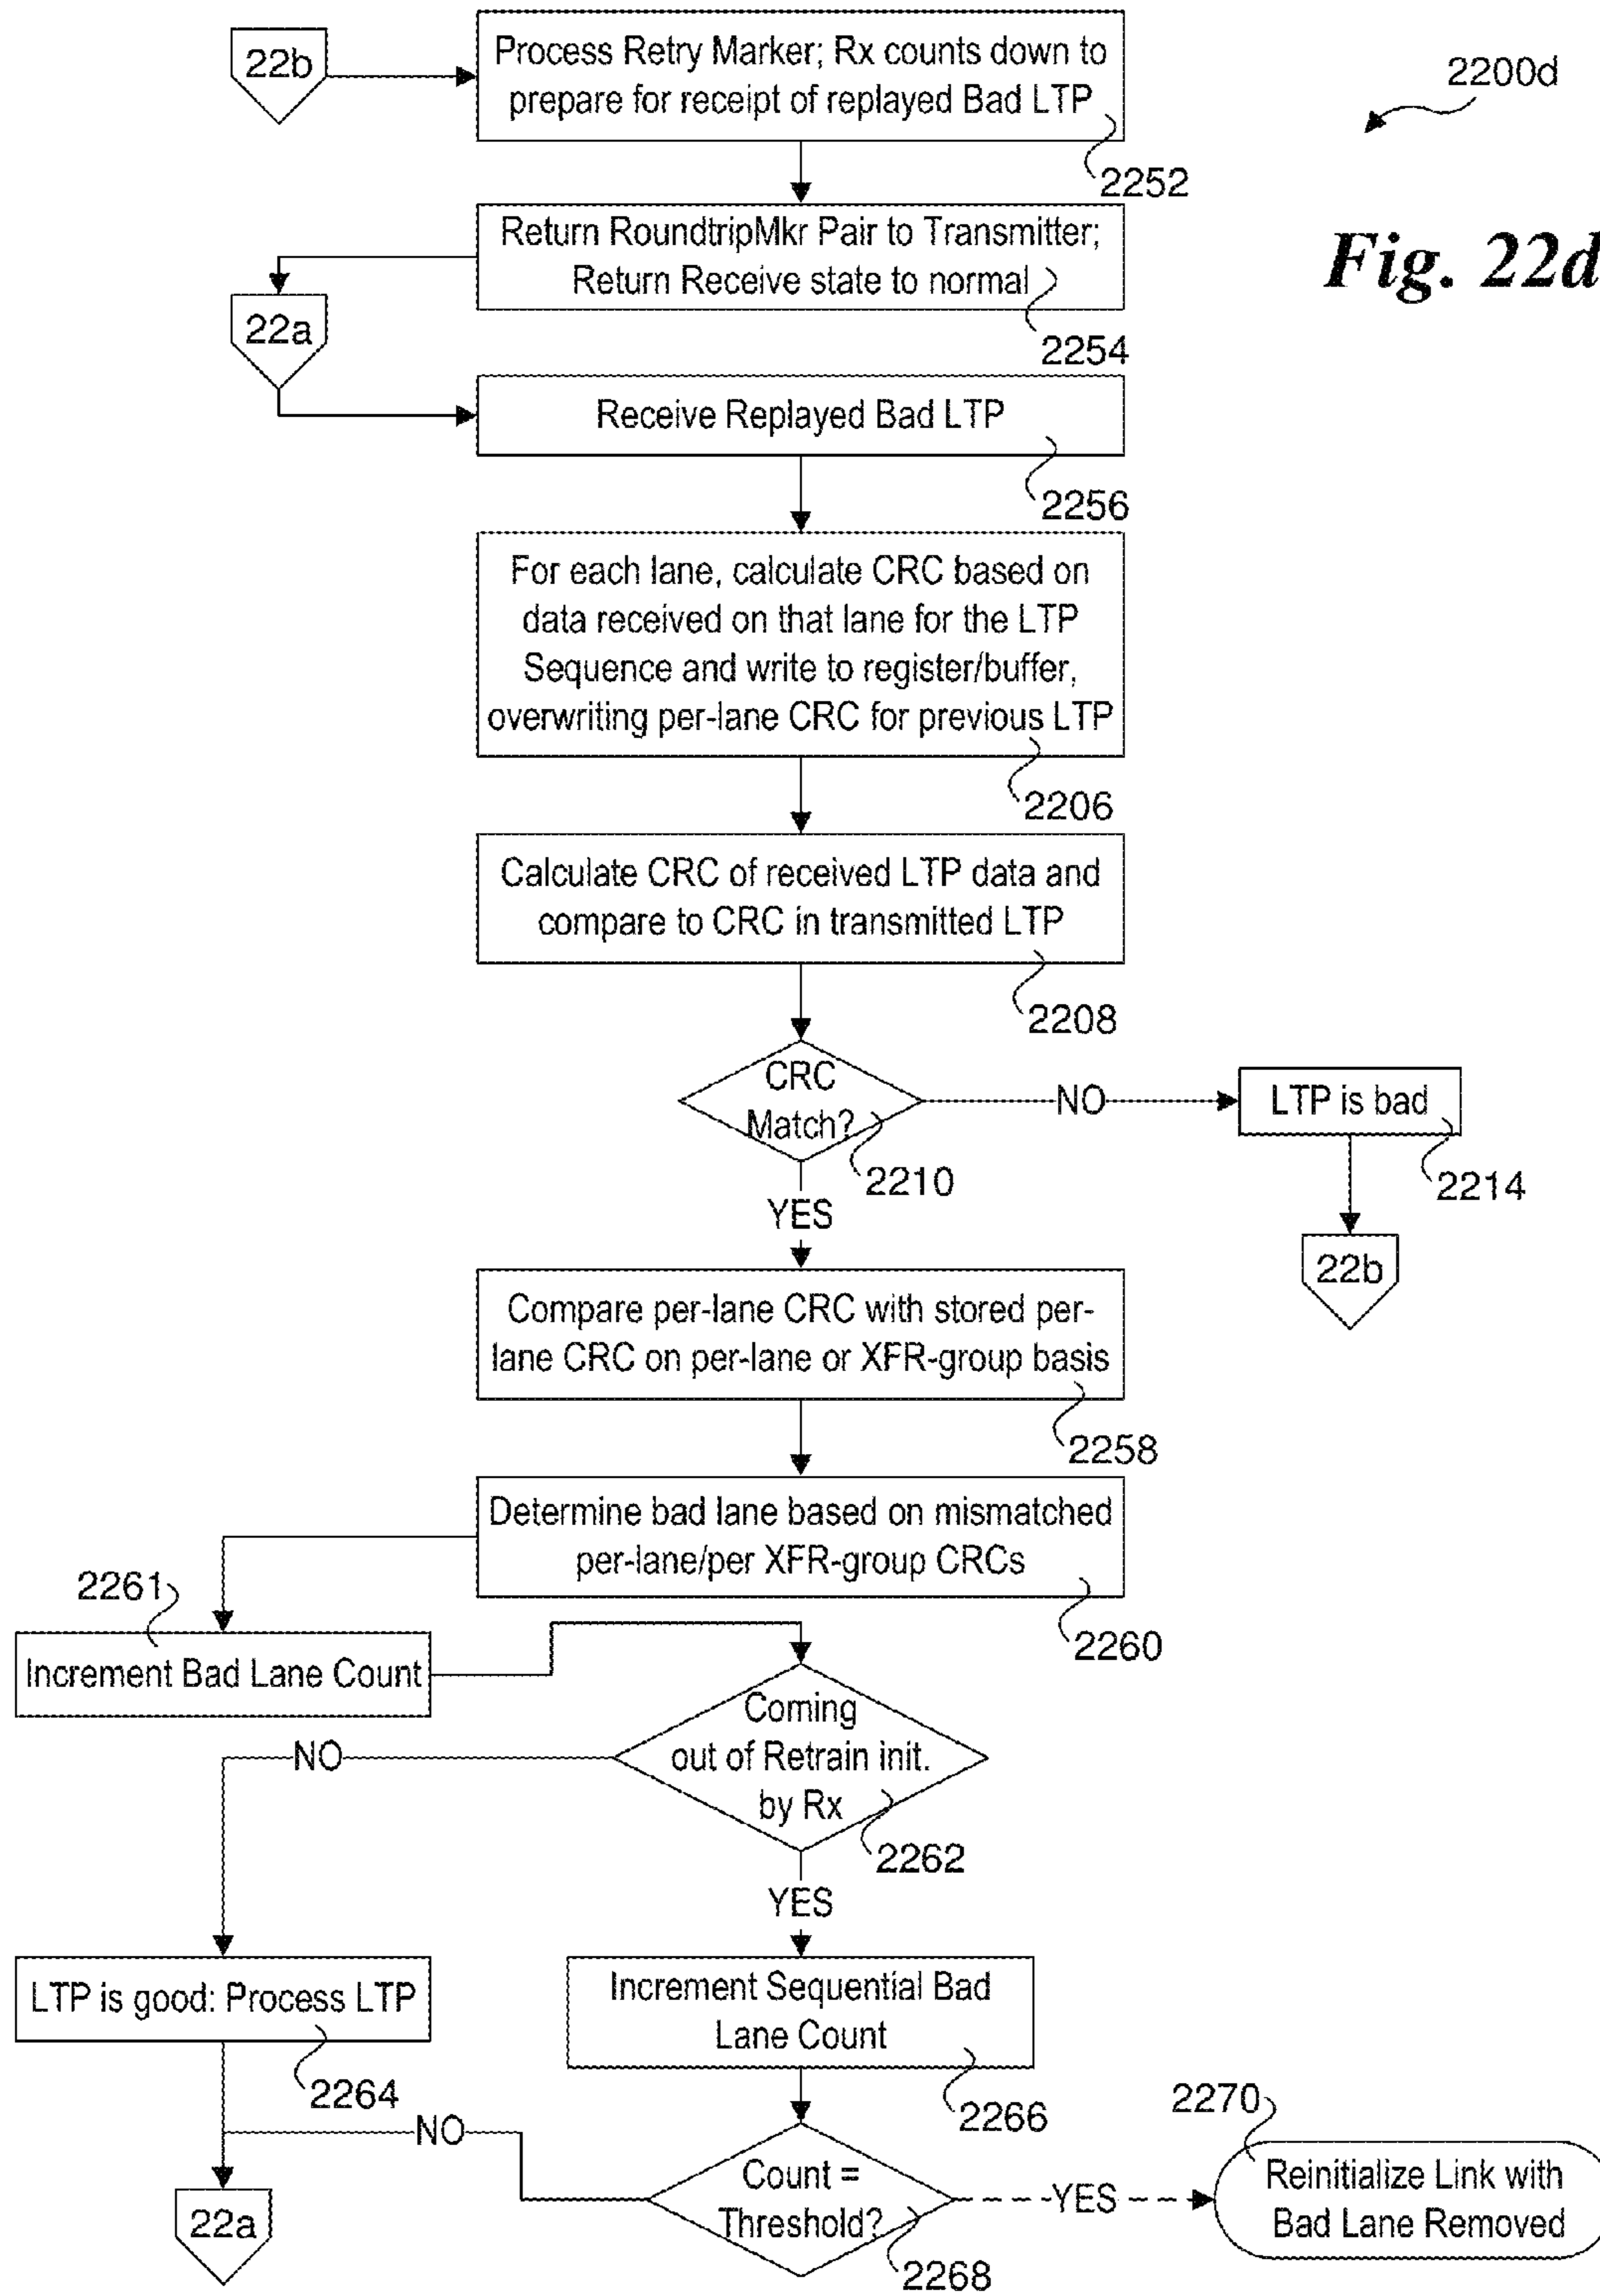 22b
Process Retry Marker; Rx counts down to
prepare for receipt of replayed Bad LTP
2252
2200d
Fig. 22d
Return RoundtripMkr Pair to Transmitter;
Return Receive state to normal
2254
22a
Receive Replayed Bad LTP
2256
For each lane, calculate CRC based on
data received on that lane for the LTP
Sequence and write to register/buffer,
overwriting per-lane CRC for previous LTP
2206
Calculate CRC of received LTP data and
compare to CRC in transmitted LTP
2208
CRC
Match?
2210
NO
LTP is bad
2214
22b
YES
Compare per-lane CRC with stored per-
lane CRC on per-lane or XFR-group basis
2258
Determine bad lane based on mismatched
per-lane/per XFR-group CRCs
2260
2261
Increment Bad Lane Count
Coming
out of Retrain init.
by Rx
2262
NO
YES
LTP is good: Process LTP
2264
Increment Sequential Bad
Lane Count
2266
NO
22a
Count =
Threshold?
2268
YES
2270
Reinitialize Link with
Bad Lane Removed